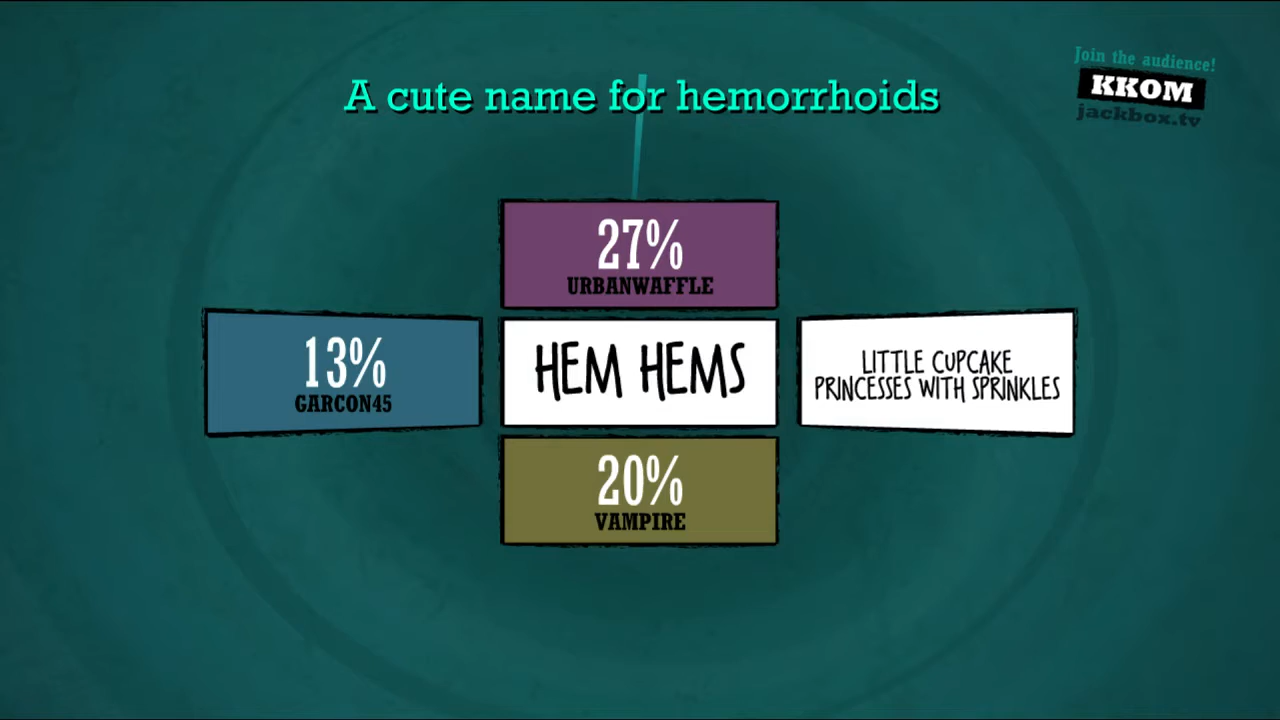 Join the audience!
A cute name for hemorrhoids
KKOM
jackbox.tv
27%
URBANWAFFLE
13%
GARCON45
HEM HEMS
LITTLE CUPCAKE
PRINCESSES WITH SPRINKLES
20%
VAMPIRE